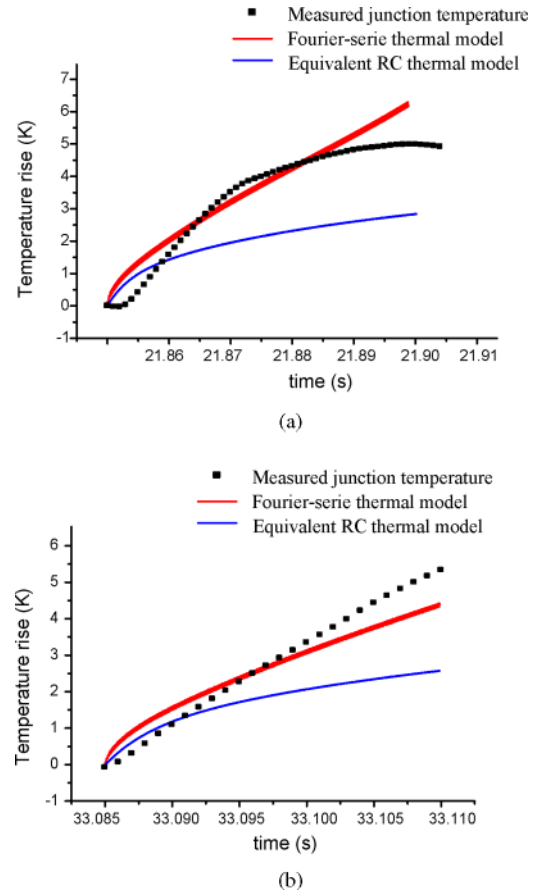 Measured junction temperature
Fourier-serie thermal model
Equivalent RC thermal model
Temperature rise (K)
7
6
5
4
3
2
1
0
-1
21.86 21.87 21.88 21.89 21.90 21.91
time (s)
(a)
Measured junction temperature
Fourier-serie thermal model
Equivalent RC thermal model
Temperature rise (K)
6
5
4
3
2
1
0
-1
33.085 33.090 33.095 33.100 33.105 33.110
time (s)
(b)